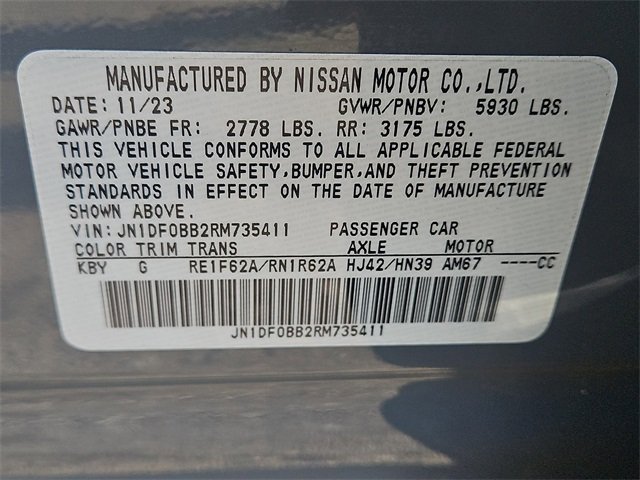 MANUFACTURED BY NISSAN MOTOR CO.,LTD.
DATE: 11/23 GVWR/PNBV: 5930 LBS.
GAWR/PNBE FR: 2778 LBS. RR: 3175 LBS.
THIS VEHICLE CONFORMS TO ALL APPLICABLE FEDERAL
MOTOR VEHICLE SAFETY,BUMPER,AND THEFT PREVENTION
STANDARDS IN EFFECT ON THE DATE OF MANUFACTURE
SHOWN ABOVE.
VIN:JN1DF0BB2RM735411 PASSENGER CAR
COLOR TRIM TRANS AXLE MOTOR
KBY G RE1F62A/RN1R62A HJ42/HN39 AM67 ----CC
JN1DF0BB2RM735411